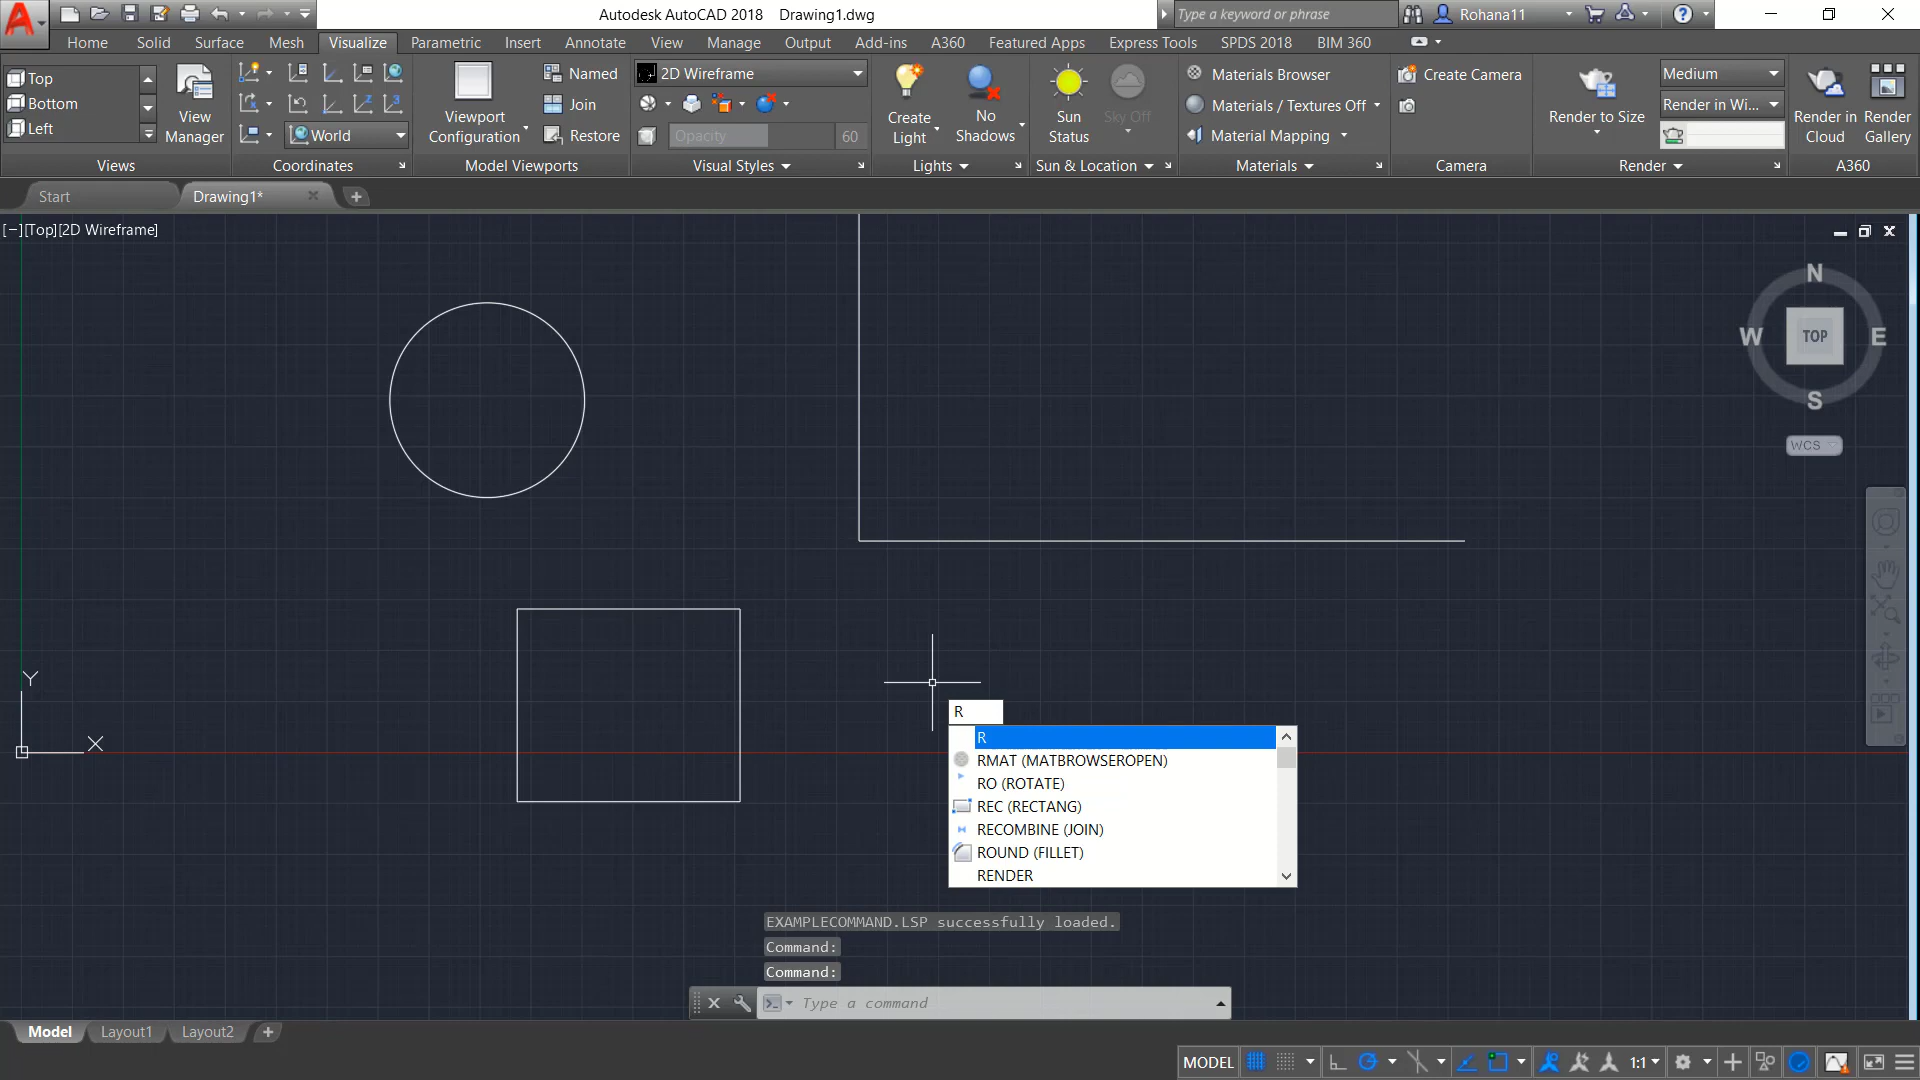 Autodesk AutoCAD 2018 Drawing1.dwg
Type a keyword or phrase
Rohana11
Home Solid Surface Mesh Visualize Parametric Insert Annotate View Manage Output Add-ins A360 Featured Apps Express Tools SPDS 2018 BIM 360
Top
Bottom
Left
View
Manager
Views
World
Coordinates
Viewport
Configuration
Named
Join
Restore
Model Viewports
2D Wireframe
Opacity 60
Visual Styles
Create
Light
No
Shadows
Lights
Sun
Status
Sky Off
Sun & Location
Materials Browser
Materials / Textures Off
Material Mapping
Materials
Create Camera
Camera
Render to Size
Medium
Render in Wi...
Render
Render in
Cloud
Render
Gallery
A360
Start
Drawing1*
[−][Top][2D Wireframe]
N
W
TOP
E
S
WCS
Y
X
R
R
RMAT (MATBROWSEROPEN)
RO (ROTATE)
REC (RECTANG)
RECOMBINE (JOIN)
ROUND (FILLET)
RENDER
EXAMPLECOMMAND.LSP successfully loaded.
Command:
Command:
Type a command
Model Layout1 Layout2
MODEL
1:1